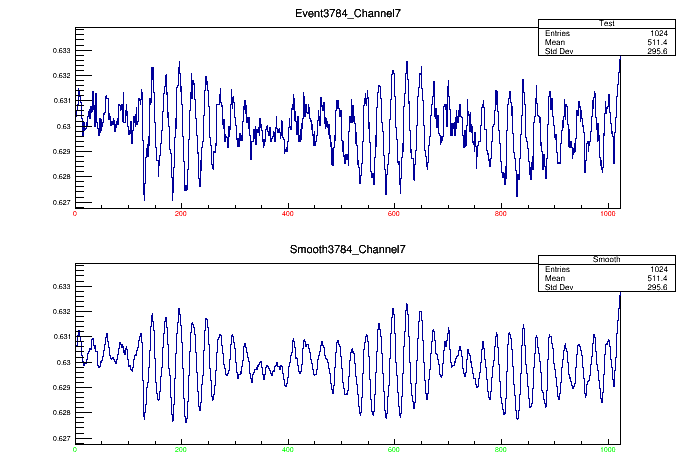 Event3784_Channel7
Test
Entries 1024
Mean 511.4
Std Dev 295.6
0.633
0.632
0.631
0.63
0.629
0.628
0.627
0 200 400 600 800 1000
Smooth3784_Channel7
Smooth
Entries 1024
Mean 511.4
Std Dev 295.6
0.633
0.632
0.631
0.63
0.629
0.628
0.627
0 200 400 600 800 1000